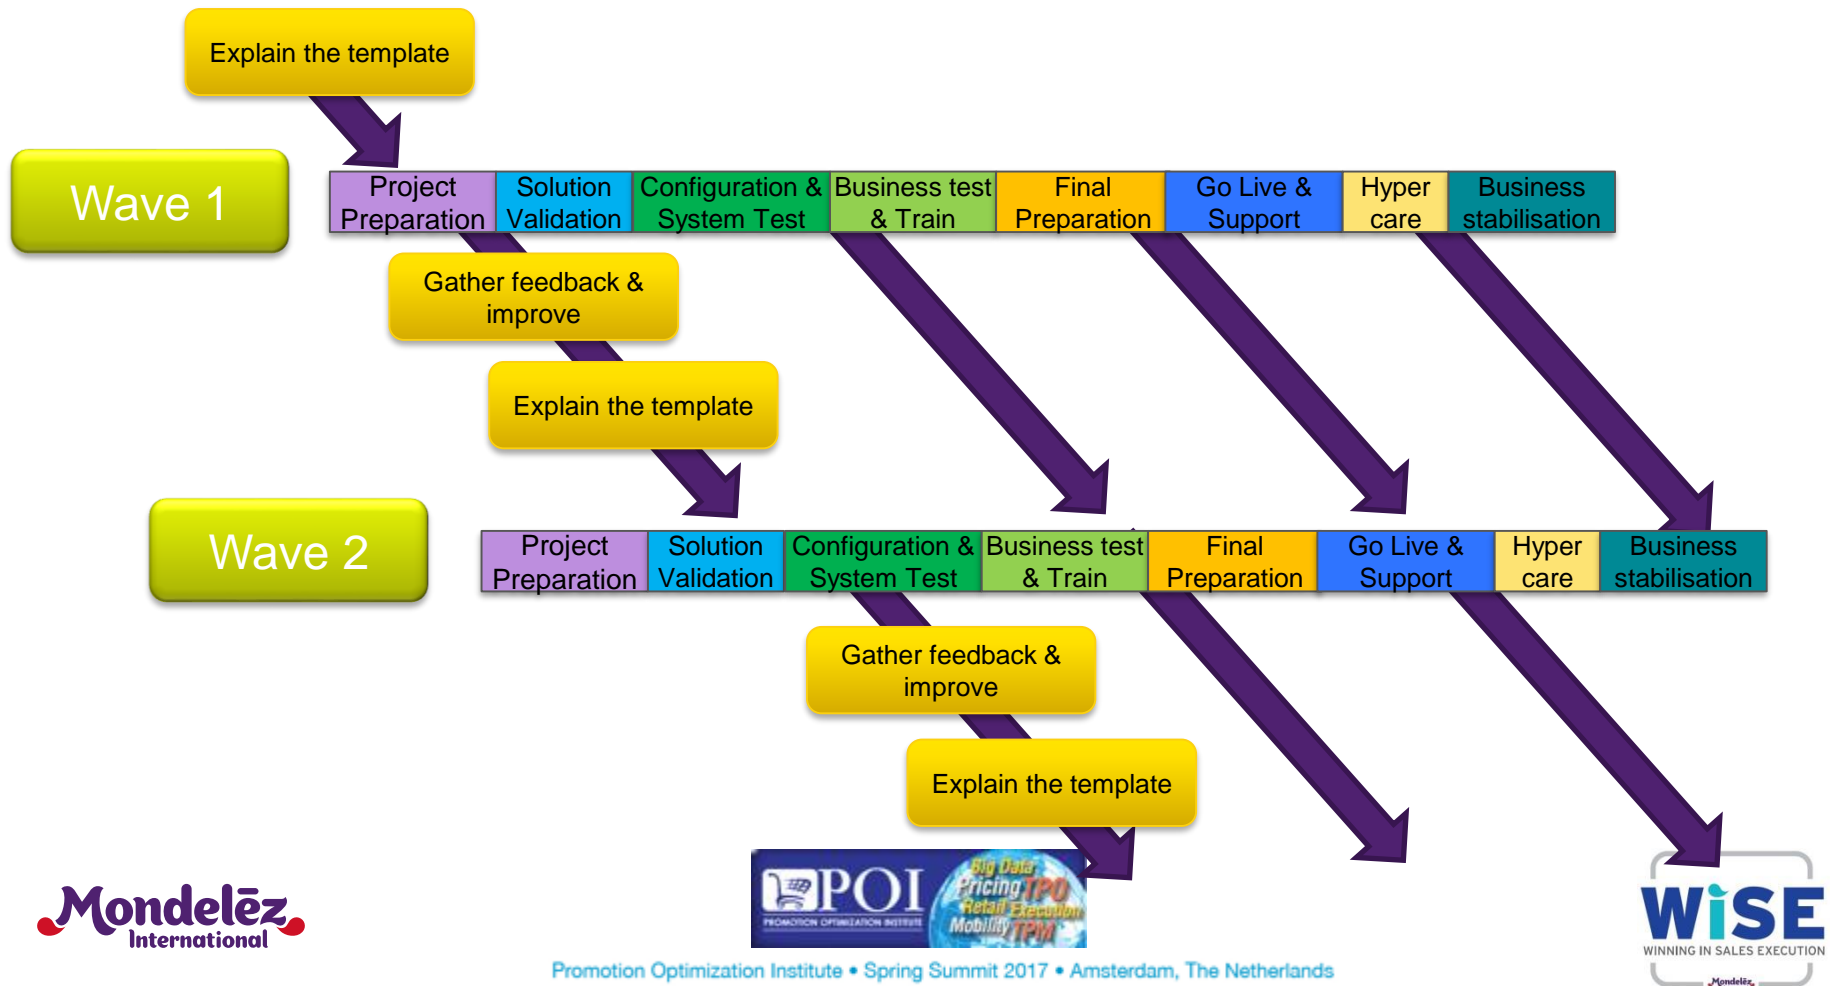 Explain the template
Wave 1
Project
Preparation
Solution
Validation
Configuration &
System Test
Business test
& Train
Final
Preparation
Go Live &
Support
Hyper
care
Business
stabilisation
Gather feedback &
improve
Explain the template
Wave 2
Project
Preparation
Solution
Validation
Configuration &
System Test
Business test
& Train
Final
Preparation
Go Live &
Support
Hyper
care
Business
stabilisation
Gather feedback &
improve
Explain the template
Mondelēz
International
POI
PROMOTION OPTIMIZATION INSTITUTE
Big Data
Pricing TPO
Retail Execution
Mobility TPM
WiSE
WINNING IN SALES EXECUTION
Mondelēz
Promotion Optimization Institute • Spring Summit 2017 • Amsterdam, The Netherlands